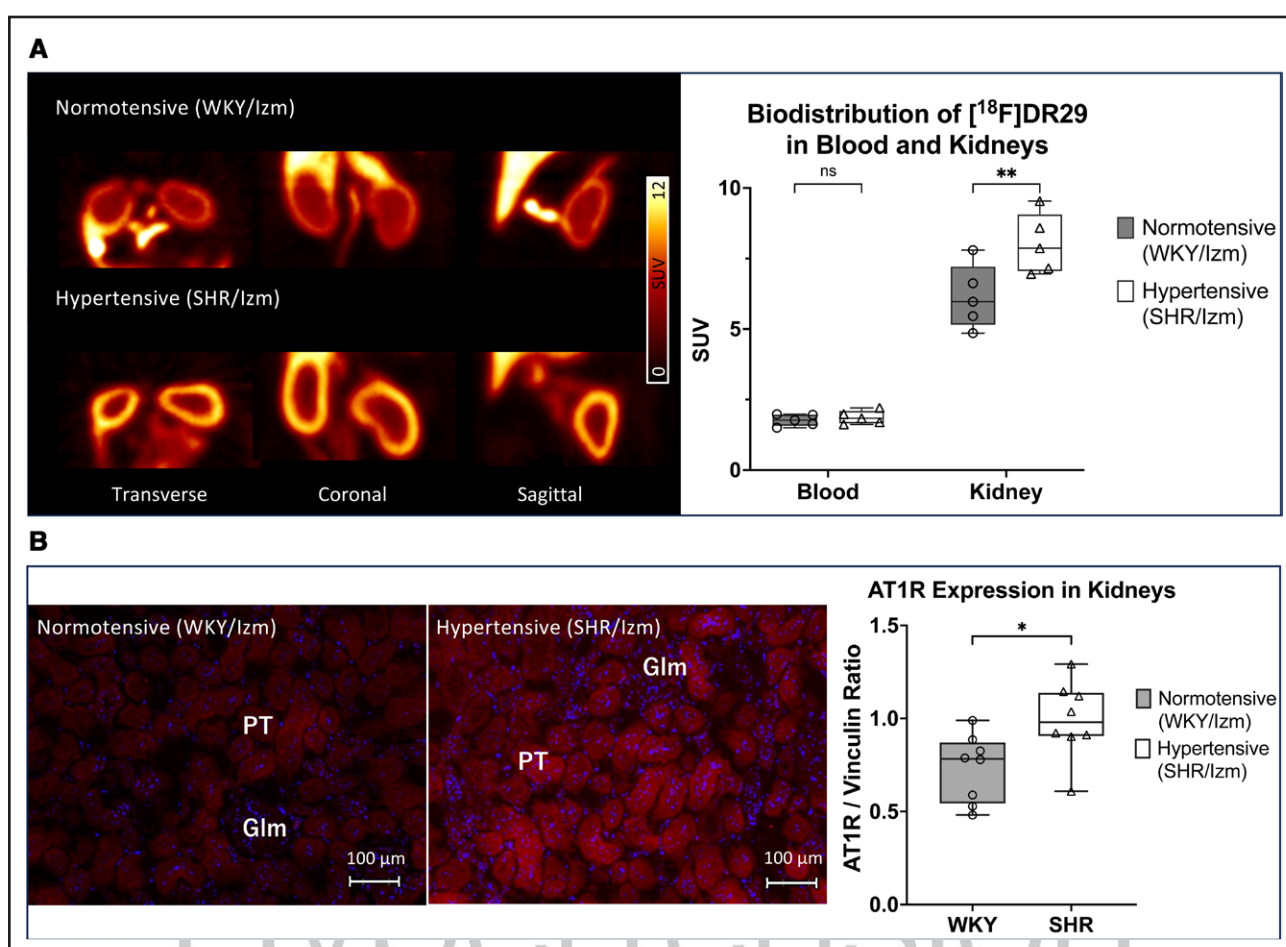 A
Normotensive (WKY/Izm)
Hypertensive (SHR/Izm)
Transverse
Coronal
Sagittal
12
SUV
0
Biodistribution of [¹⁸F]DR29
in Blood and Kidneys
ns
**
10
5
0
SUV
Blood
Kidney
Normotensive
(WKY/Izm)
Hypertensive
(SHR/Izm)
B
Normotensive (WKY/Izm)
PT
Glm
100 μm
Hypertensive (SHR/Izm)
Glm
PT
100 μm
AT1R Expression in Kidneys
*
1.5
1.0
0.5
0.0
AT1R / Vinculin Ratio
WKY
SHR
Normotensive
(WKY/Izm)
Hypertensive
(SHR/Izm)